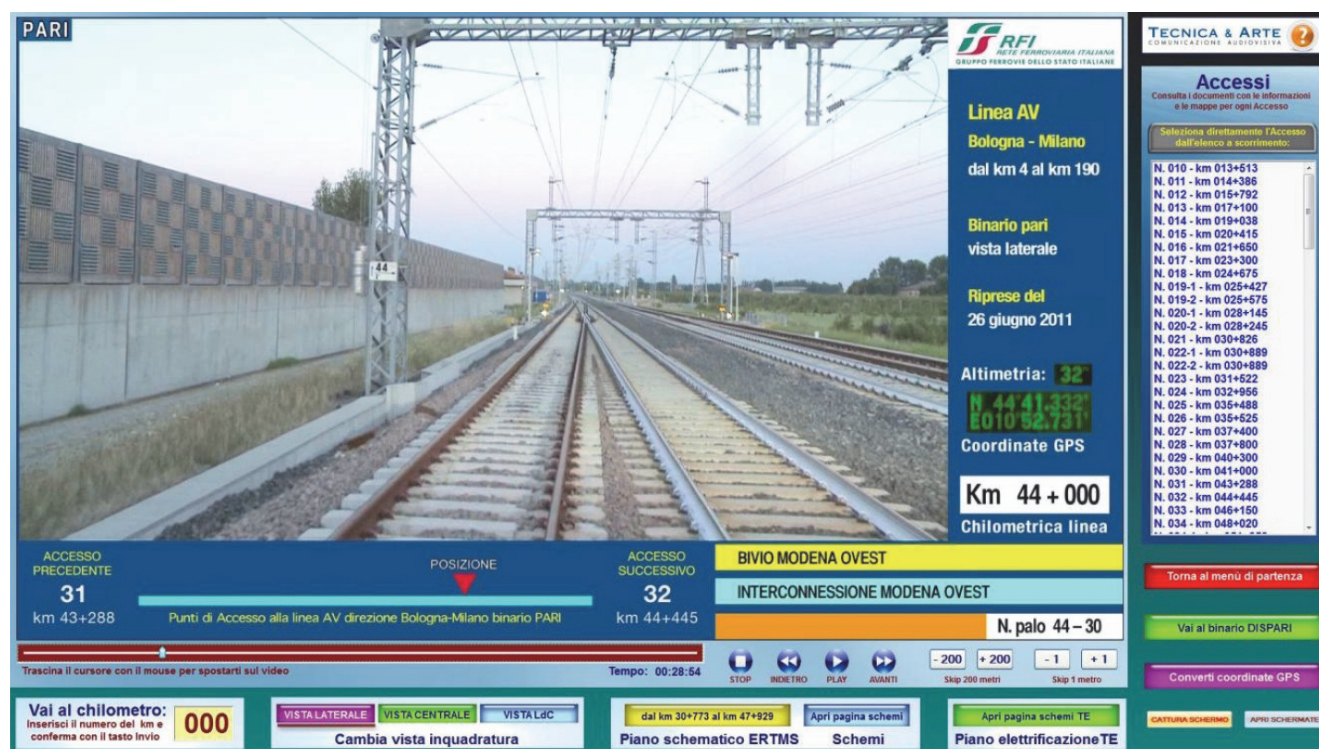 PARI
44
RFI
RETE FERROVIARIA ITALIANA
GRUPPO FERROVIE DELLO STATO ITALIANE
Linea AV
Bologna - Milano
dal km 4 al km 190
Binario pari
vista laterale
Riprese del
26 giugno 2011
Altimetria: 32
N 44°41.332'
E010°52.731'
Coordinate GPS
Km 44 + 000
Chilometrica linea
ACCESSO
PRECEDENTE
31
km 43+288
POSIZIONE
Punti di Accesso alla linea AV direzione Bologna-Milano binario PARI
ACCESSO
SUCCESSIVO
32
km 44+445
BIVIO MODENA OVEST
INTERCONNESSIONE MODENA OVEST
N. palo 44 – 30
Trascina il cursore con il mouse per spostarti sul video
Tempo: 00:28:54
STOP INDIETRO PLAY AVANTI
- 200 + 200
Skip 200 metri
- 1 + 1
Skip 1 metro
Vai al chilometro:
Inserisci il numero del km e
conferma con il tasto Invio
000
VISTA LATERALE VISTA CENTRALE VISTA LdC
Cambia vista inquadratura
dal km 30+773 al km 47+929 Apri pagina schemi
Piano schematico ERTMS Schemi
Apri pagina schemi TE
Piano elettrificazione TE
TECNICA & ARTE
COMUNICAZIONE AUDIOVISIVA
?
Accessi
Consulta i documenti con le informazioni
e le mappe per ogni Accesso
Seleziona direttamente l'Accesso
dall'elenco a scorrimento:
N. 010 - km 013+513
N. 011 - km 014+386
N. 012 - km 015+792
N. 013 - km 017+100
N. 014 - km 019+038
N. 015 - km 020+415
N. 016 - km 021+650
N. 017 - km 023+300
N. 018 - km 024+675
N. 019-1 - km 025+427
N. 019-2 - km 025+575
N. 020-1 - km 028+145
N. 020-2 - km 028+245
N. 021 - km 030+826
N. 022-1 - km 030+889
N. 022-2 - km 030+889
N. 023 - km 031+522
N. 024 - km 032+956
N. 025 - km 035+488
N. 026 - km 035+525
N. 027 - km 037+400
N. 028 - km 037+800
N. 029 - km 040+300
N. 030 - km 041+000
N. 031 - km 043+288
N. 032 - km 044+445
N. 033 - km 046+150
N. 034 - km 048+020
Torna al menù di partenza
Vai al binario DISPARI
Converti coordinate GPS
CATTURA SCHERMO APRI SCHERMATE